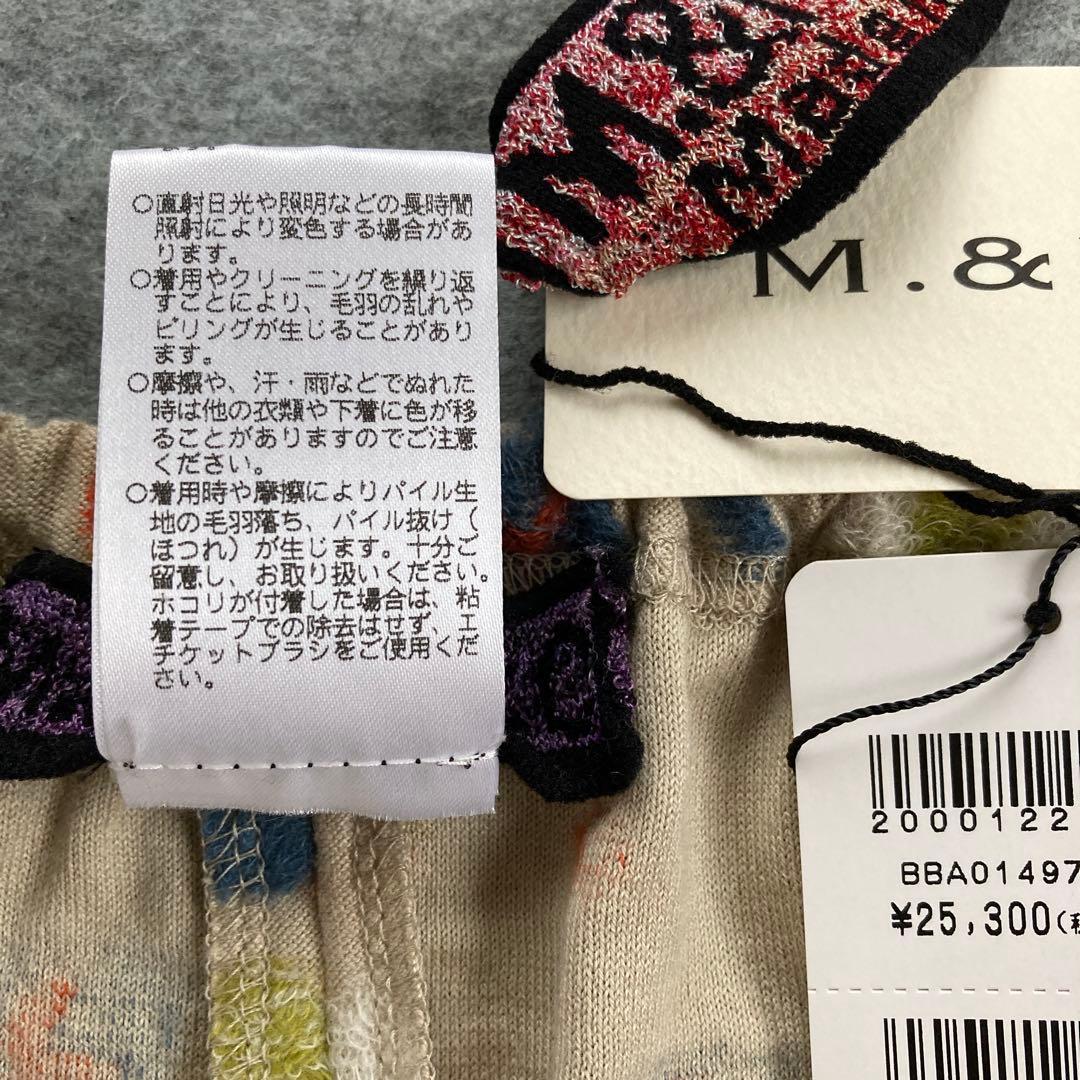 ○直射日光や照明などの長時間
照射により変色する場合があ
ります。
○着用やクリーニングを繰り返
すことにより、毛羽の乱れや
ピリングが生じることがあり
ます。
○摩擦や、汗・雨などでぬれた
時は他の衣類や下着に色が移
ることがありますのでご注意
ください。
○着用時や摩擦によりパイル生
地の毛羽落ち、パイル抜け（
ほつれ）が生じます。十分ご
留意し、お取り扱いください。
ホコリが付着した場合は、粘
着テープでの除去はせず、エ
チケットブラシをご使用くだ
さい。
M.&
M. &
2000122
BBA01497
¥25,300(税